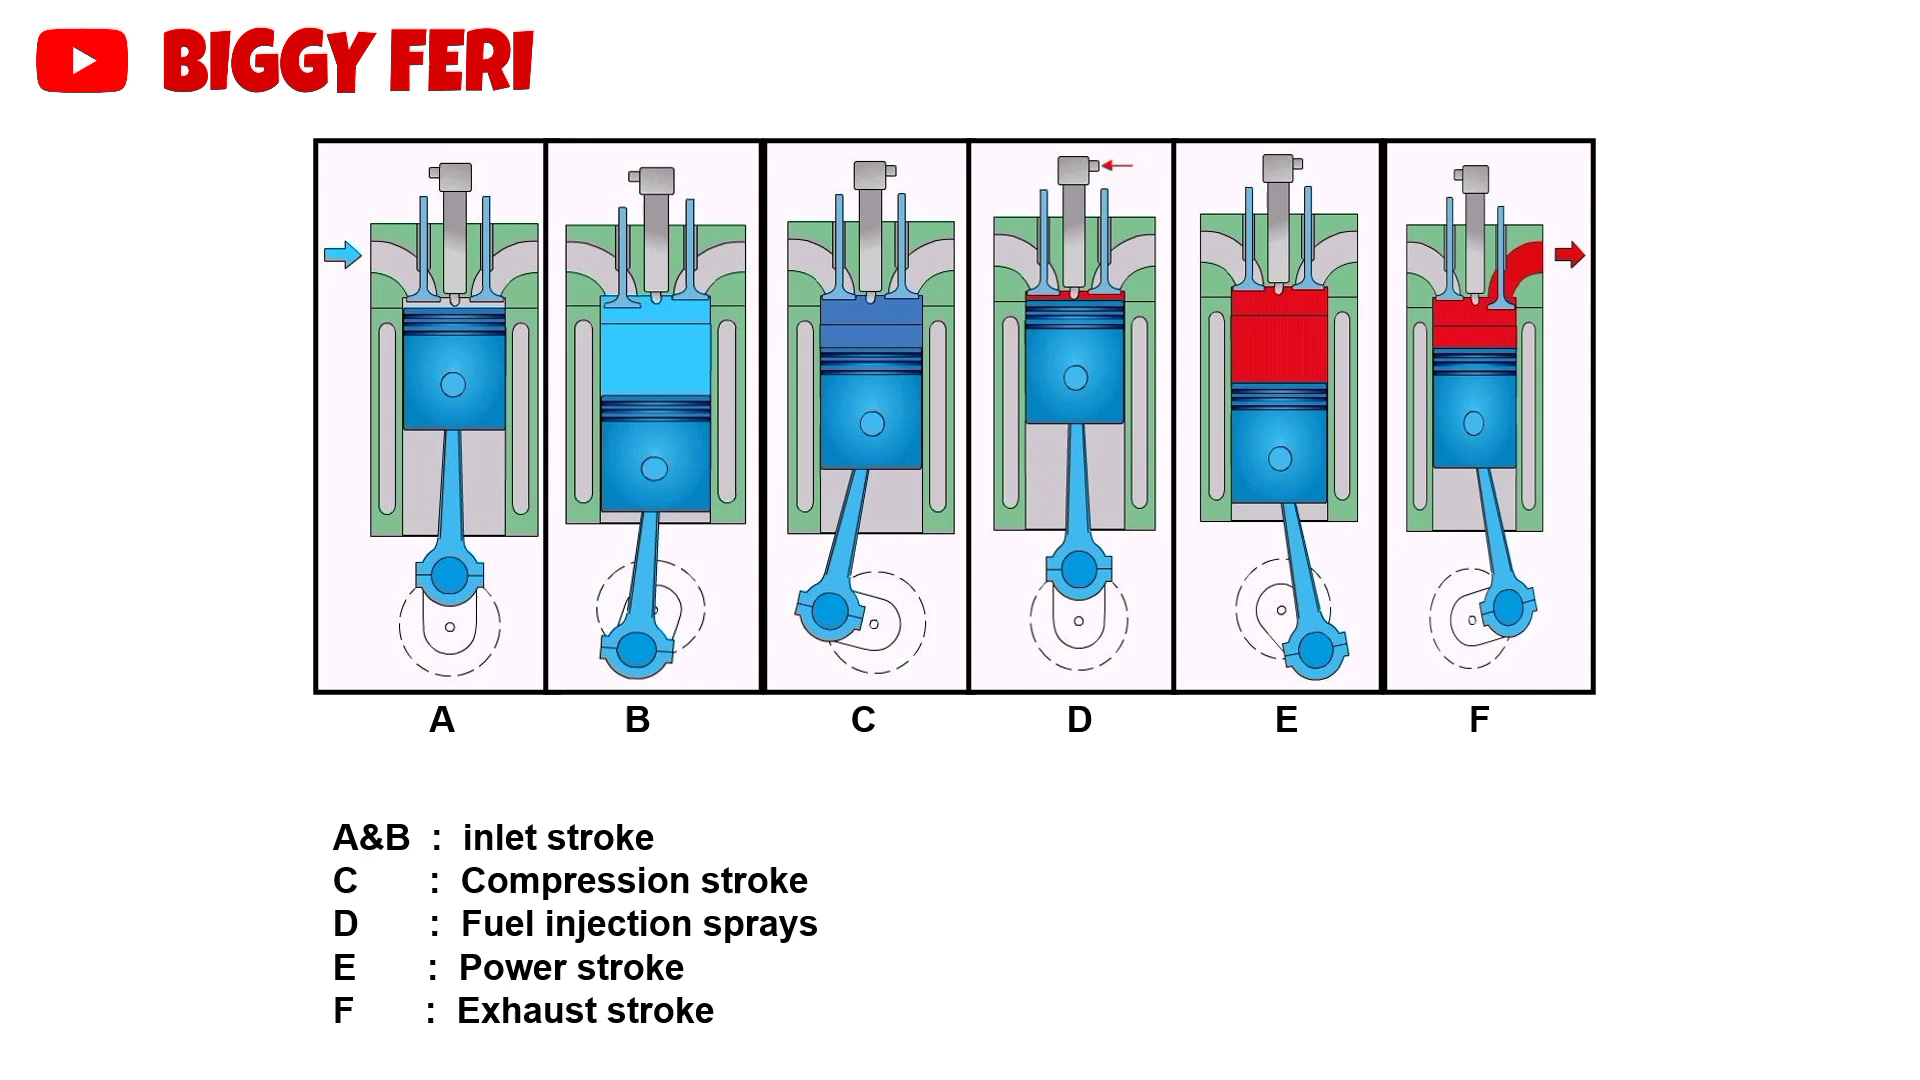 BIGGY FERI
A B C D E F
A&B : inlet stroke
C : Compression stroke
D : Fuel injection sprays
E : Power stroke
F : Exhaust stroke